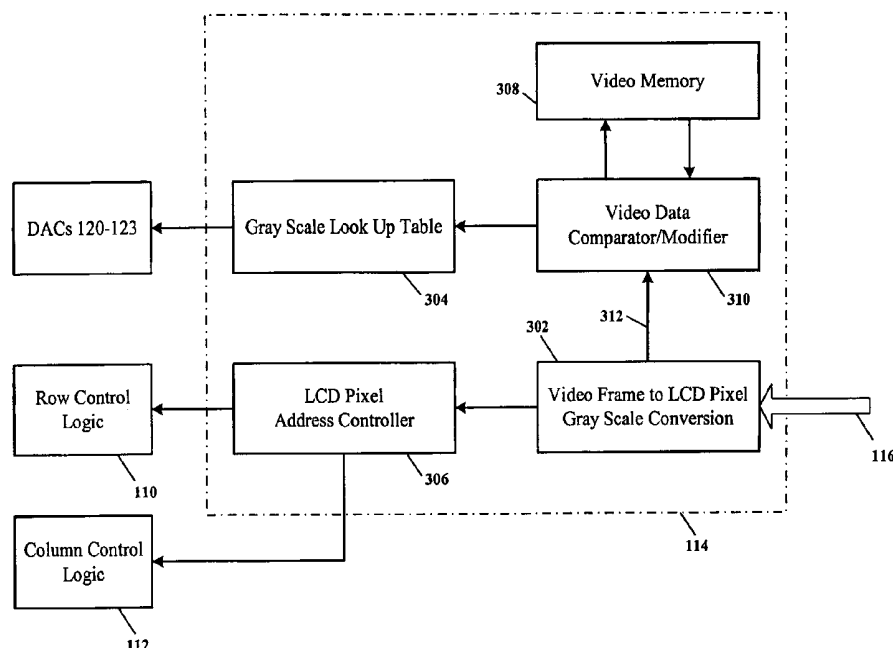 Video Memory
308
DACs 120-123
Gray Scale Look Up Table
304
Video Data
Comparator/Modifier
310
312
302
Row Control
Logic
110
LCD Pixel
Address Controller
306
Video Frame to LCD Pixel
Gray Scale Conversion
116
114
Column Control
Logic
112